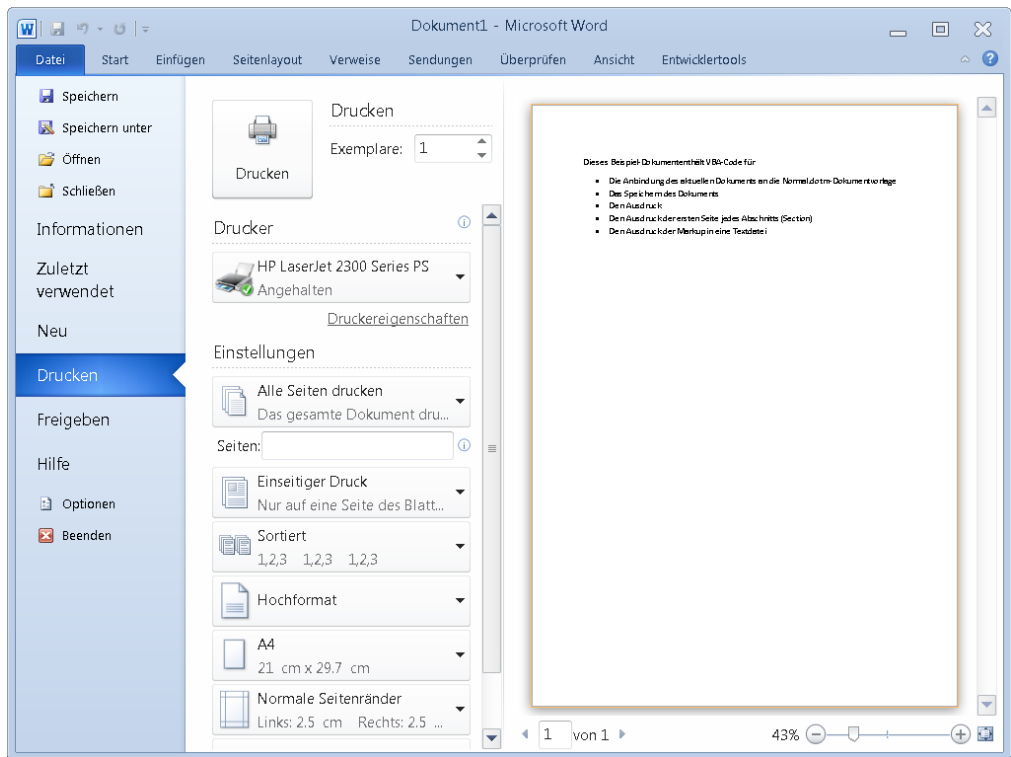 Dokument1 - Microsoft Word
Datei Start Einfügen Seitenlayout Verweise Sendungen Überprüfen Ansicht Entwicklertools
Speichern
Speichern unter
Öffnen
Schließen
Informationen
Zuletzt
verwendet
Neu
Drucken
Freigeben
Hilfe
Optionen
Beenden
Drucken
Drucken
Exemplare: 1
Drucker
HP LaserJet 2300 Series PS
Angehalten
Druckereigenschaften
Einstellungen
Alle Seiten drucken
Das gesamte Dokument dru...
Seiten:
Einseitiger Druck
Nur auf eine Seite des Blatt...
Sortiert
1,2,3 1,2,3 1,2,3
Hochformat
A4
21 cm x 29.7 cm
Normale Seitenränder
Links: 2.5 cm Rechts: 2.5 ...
Dieses Beispiel-Dokument enthält VBA-Code für
• Die Anbindung des aktuellen Dokuments an die Normal.dotm-Dokumentvorlage
• Das Speichern des Dokuments
• Den Ausdruck
• Den Ausdruck der ersten Seite jedes Abschnitts (Section)
• Den Ausdruck der Markup in eine Textdatei
1 von 1
43%